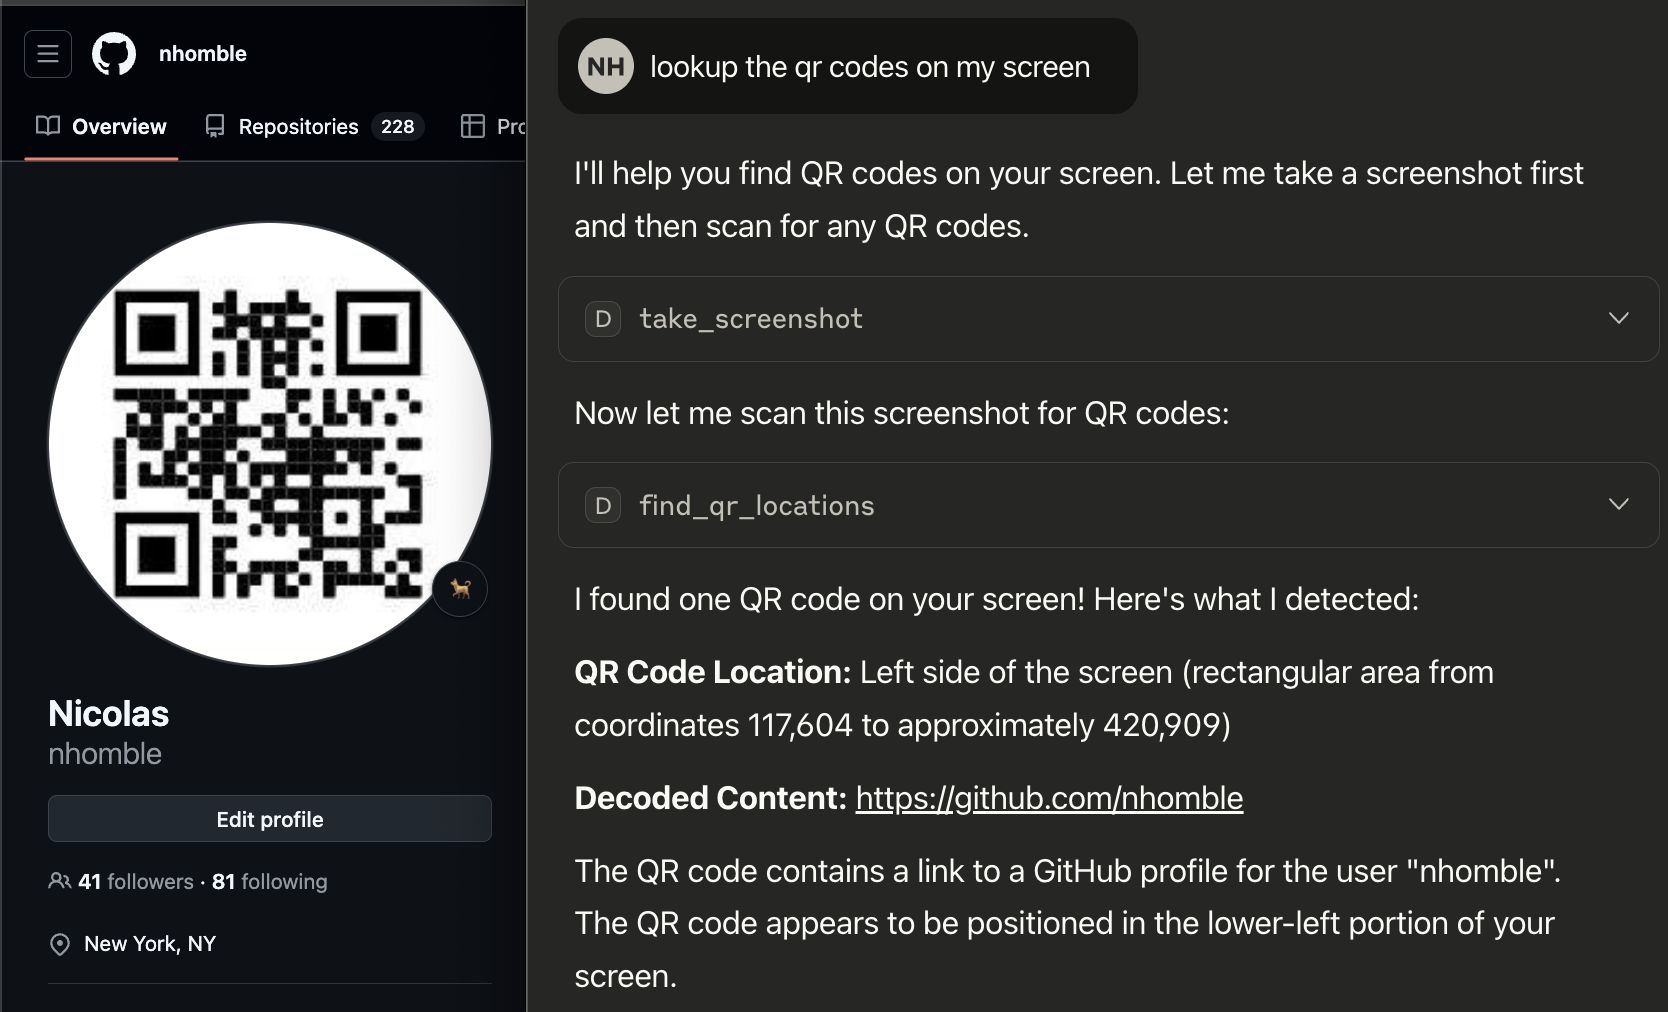 nhomble
Overview
Repositories 228
Pro
Nicolas
nhomble
Edit profile
41 followers · 81 following
New York, NY
NH lookup the qr codes on my screen
I'll help you find QR codes on your screen. Let me take a screenshot first
and then scan for any QR codes.
D take_screenshot
Now let me scan this screenshot for QR codes:
D find_qr_locations
I found one QR code on your screen! Here's what I detected:
QR Code Location: Left side of the screen (rectangular area from
coordinates 117,604 to approximately 420,909)
Decoded Content: https://github.com/nhomble
The QR code contains a link to a GitHub profile for the user "nhomble".
The QR code appears to be positioned in the lower-left portion of your
screen.